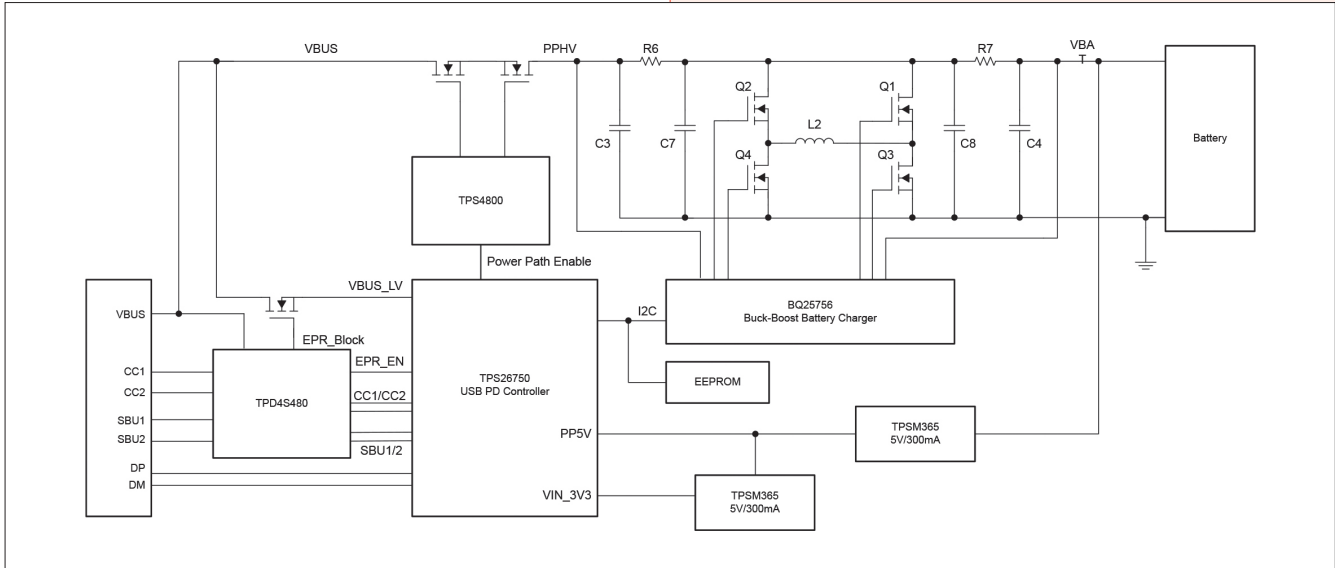 VBUS
PPHV
R6
R7
VBA
Q2
Q1
L2
C3
C7
Q4
Q3
C8
C4
Battery
TPS4800
Power Path Enable
VBUS_LV
VBUS
EPR_Block
EPR_EN
CC1
CC2
SBU1
SBU2
DP
DM
TPD4S480
CC1/CC2
SBU1/2
TPS26750
USB PD Controller
I2C
BQ25756
Buck-Boost Battery Charger
EEPROM
PP5V
VIN_3V3
TPSM365
5V/300mA
TPSM365
5V/300mA